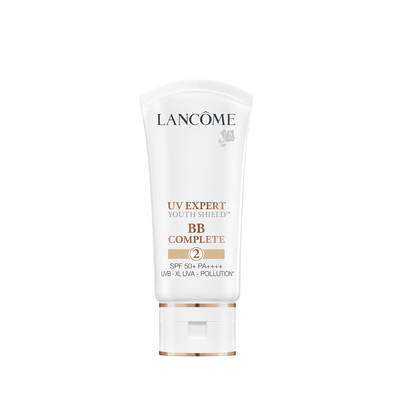 LANCÔME
UV EXPERT
YOUTH SHIELD™
BB
COMPLETE
2
SPF 50+ PA++++
UVB - XL UVA - POLLUTION*